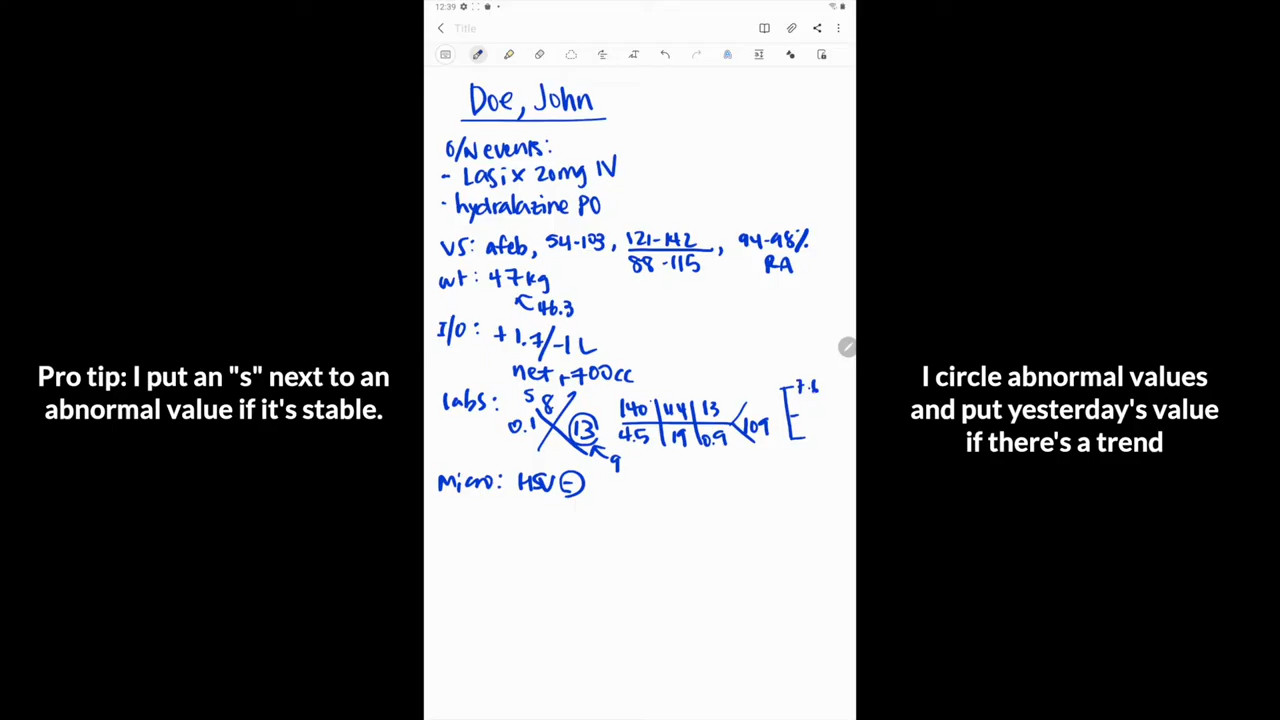 12:39
Title
Doe, John
O/N events:
- Lasix 20mg IV
- hydralazine PO
VS: afeb, 54-103, 121-142 / 88-115, 94-98% RA
wt: 47kg
46.3
I/O: +1.7/-1L
net +700cc
labs: S 8
0.1 13
9
140 44 13
4.5 19 0.9 109
Micro: HSV -
Pro tip: I put an "s" next to an
abnormal value if it's stable.
I circle abnormal values
and put yesterday's value
if there's a trend